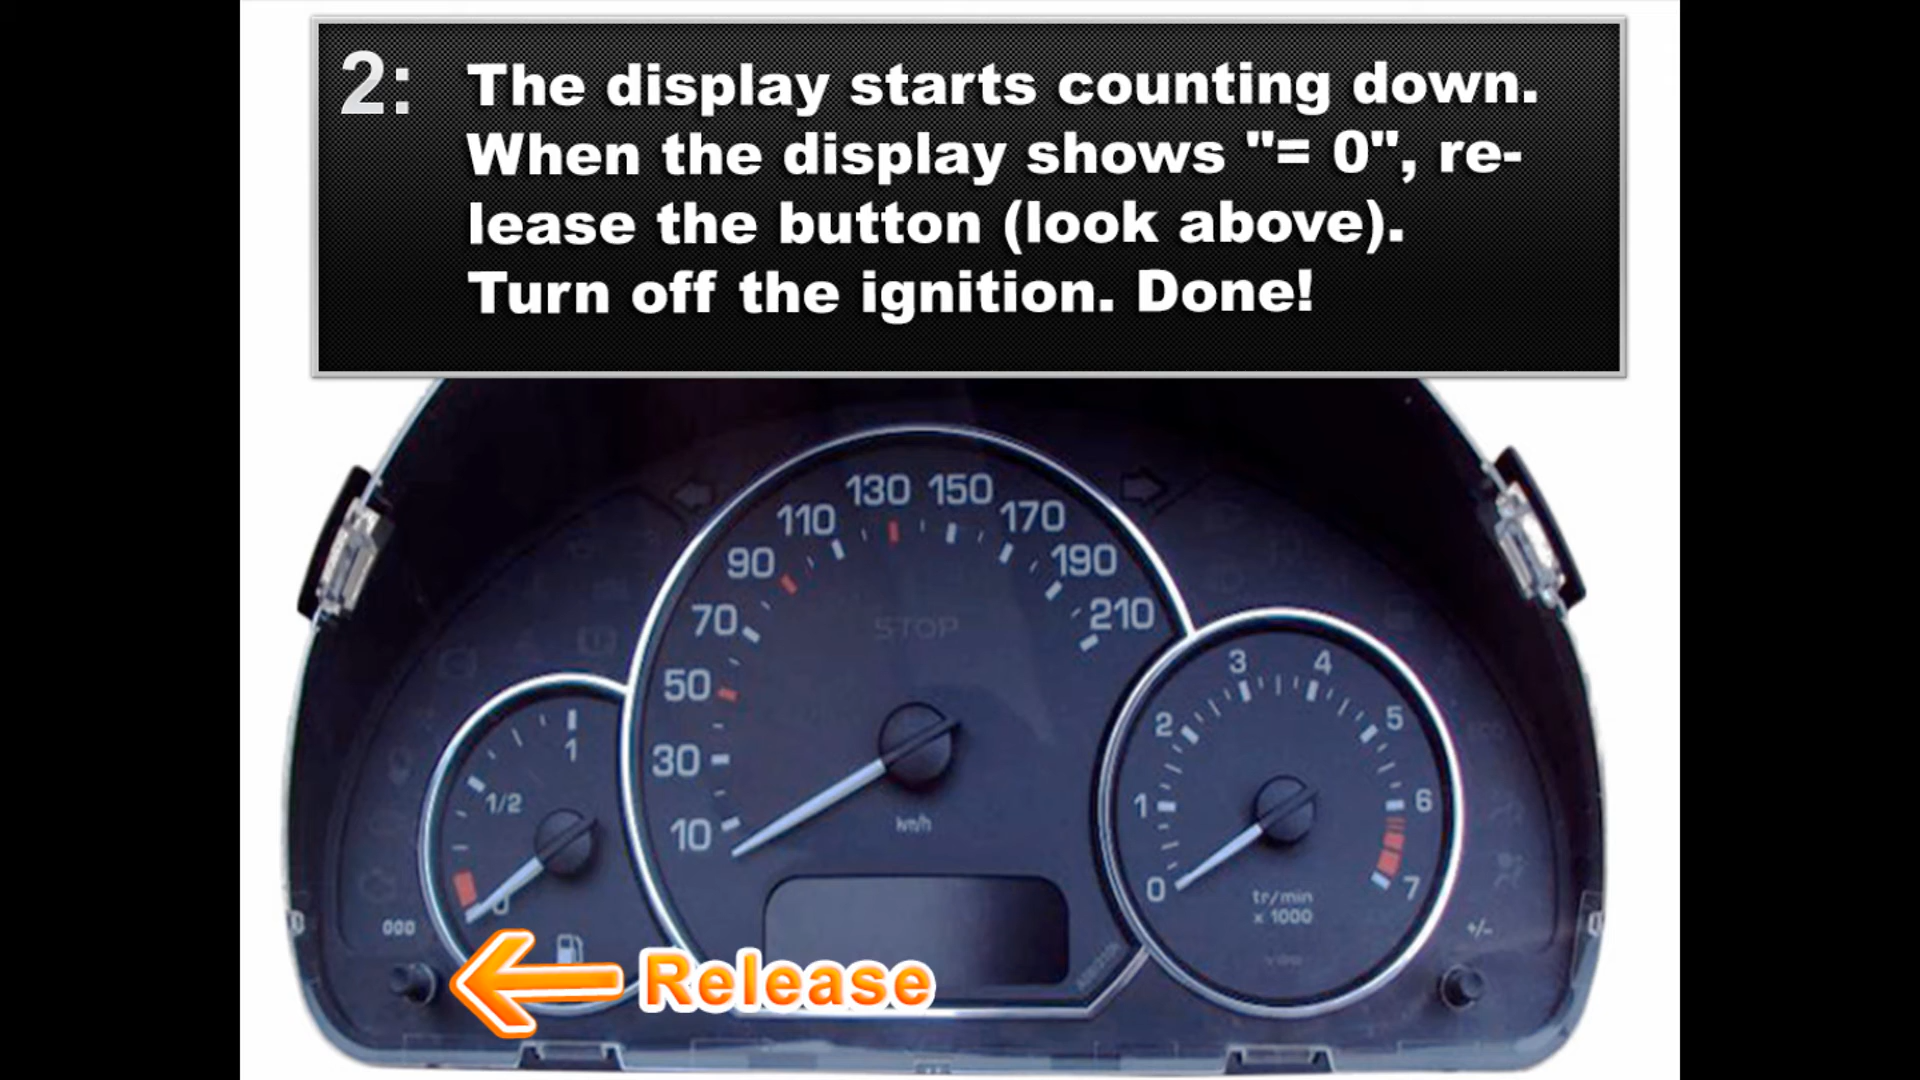 2: The display starts counting down.
When the display shows "= 0", re-
lease the button (look above).
Turn off the ignition. Done!
130 150
110 170
90 190
70 210
STOP
50
30
10
km/h
1
1/2
0
3 4
2 5
1 6
0 7
tr/min
x 1000
000
+/-
Release